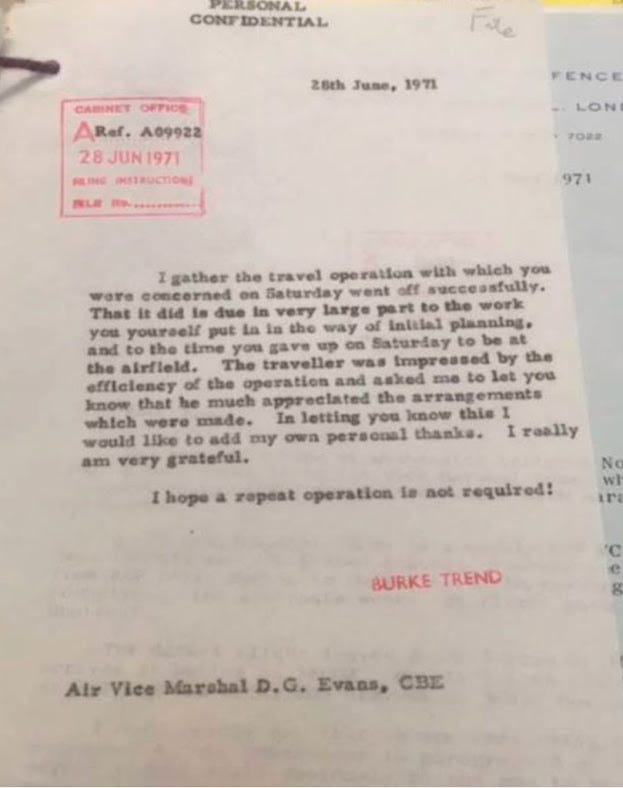 PERSONAL
CONFIDENTIAL
File
28th June, 1971
CABINET OFFICE
A Ref. A09922
28 JUN 1971
FILING INSTRUCTIONS
FILE No. ............
I gather the travel operation with which you
were concerned on Saturday went off successfully.
That it did is due in very large part to the work
you yourself put in in the way of initial planning,
and to the time you gave up on Saturday to be at
the airfield. The traveller was impressed by the
efficiency of the operation and asked me to let you
know that he much appreciated the arrangements
which were made. In letting you know this I
would like to add my own personal thanks. I really
am very grateful.
I hope a repeat operation is not required!
BURKE TREND
Air Vice Marshal D.G. Evans, CBE
FENCE
LON
7022
971
No
wh
ara
'C
e
g